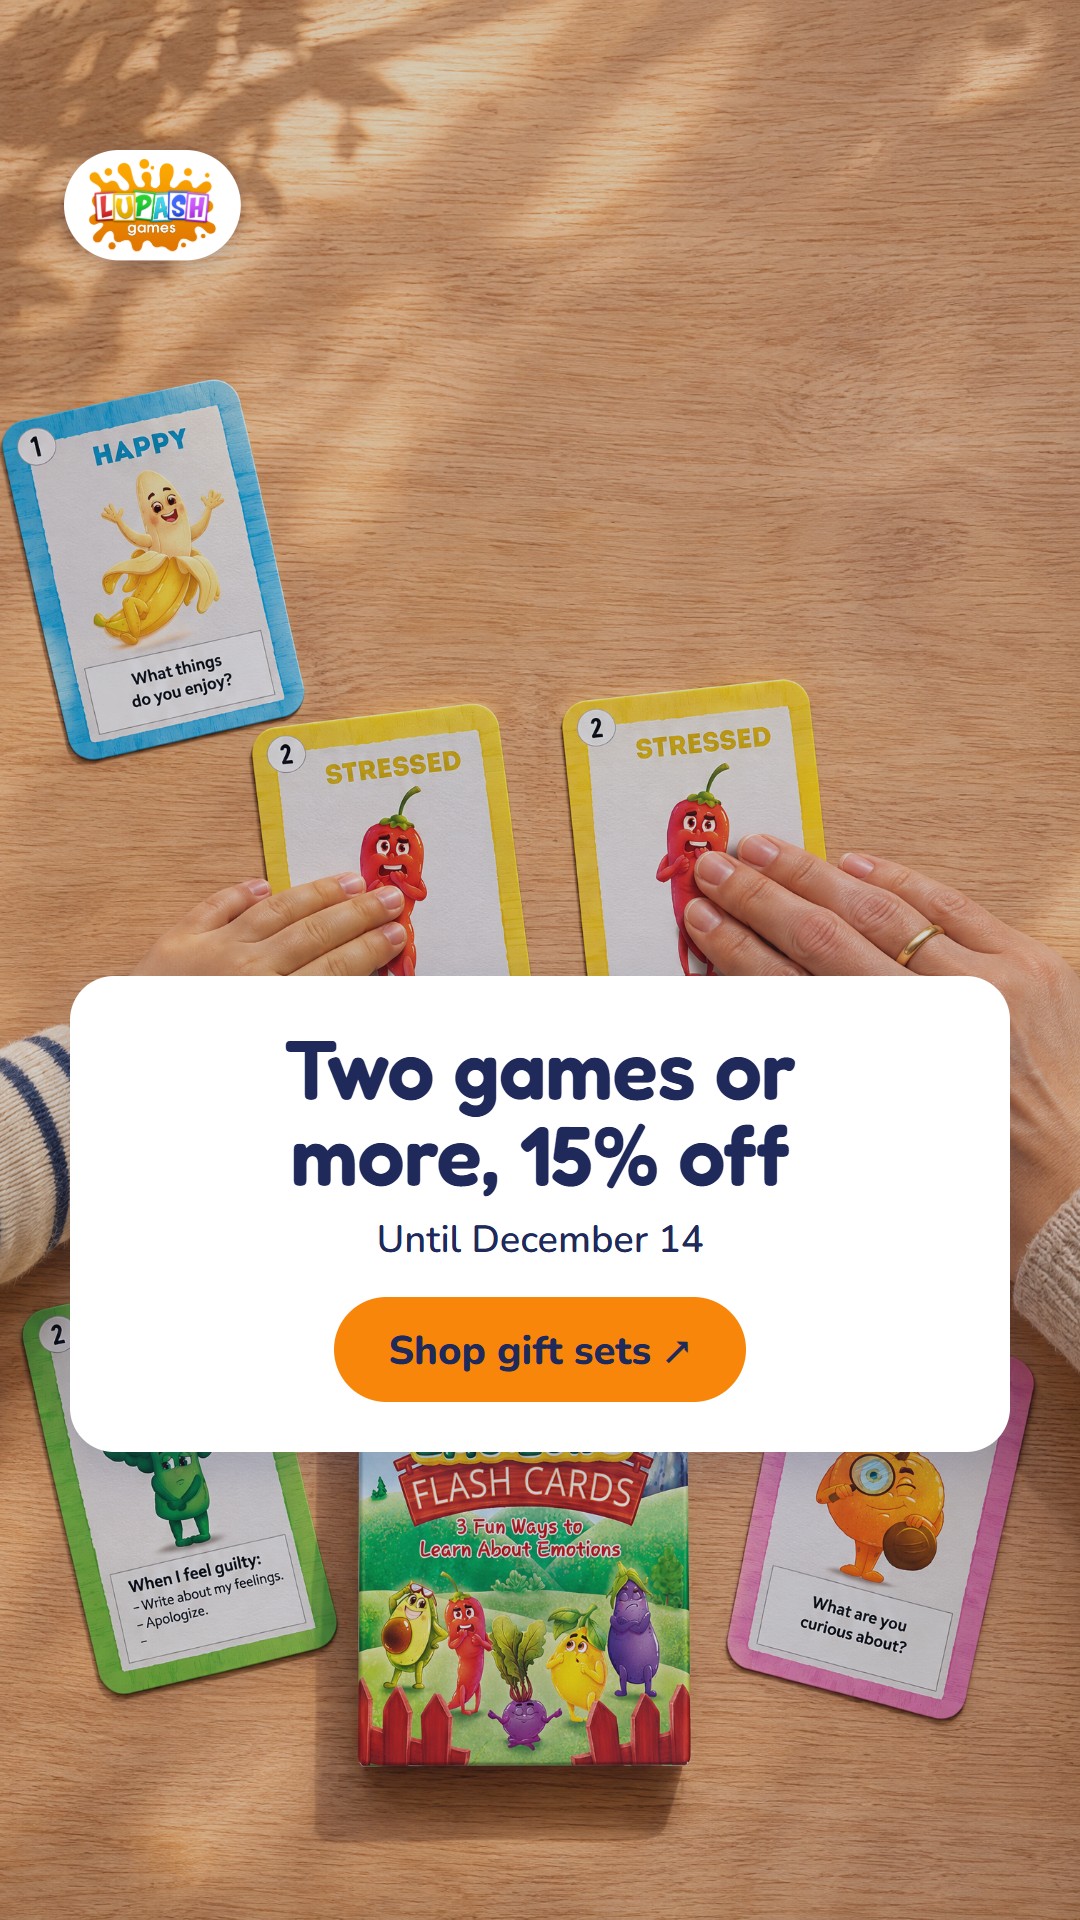 LUPASH
games
1
HAPPY
What things
do you enjoy?
2
STRESSED
2
STRESSED
Two games or
more, 15% off
Until December 14
Shop gift sets ↗
2
When I feel guilty:
– Write about my feelings.
– Apologize.
–
FLASH CARDS
3 Fun Ways to
Learn About Emotions
What are you
curious about?